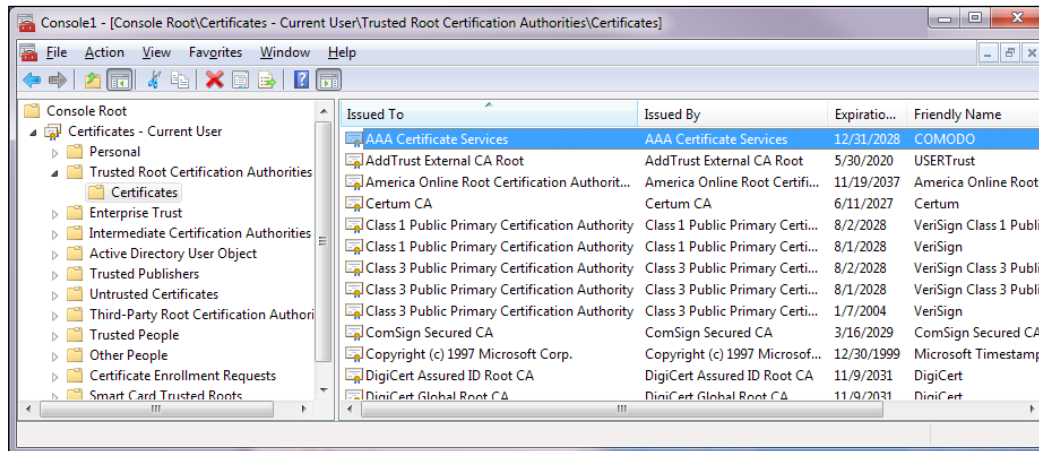 Console1 - [Console Root\Certificates - Current User\Trusted Root Certification Authorities\Certificates]
File Action View Favorites Window Help
Console Root
Certificates - Current User
Personal
Trusted Root Certification Authorities
Certificates
Enterprise Trust
Intermediate Certification Authorities
Active Directory User Object
Trusted Publishers
Untrusted Certificates
Third-Party Root Certification Authori
Trusted People
Other People
Certificate Enrollment Requests
Smart Card Trusted Roots
Issued To Issued By Expiratio... Friendly Name
AAA Certificate Services AAA Certificate Services 12/31/2028 COMODO
AddTrust External CA Root AddTrust External CA Root 5/30/2020 USERTrust
America Online Root Certification Authorit... America Online Root Certifi... 11/19/2037 America Online Root
Certum CA Certum CA 6/11/2027 Certum
Class 1 Public Primary Certification Authority Class 1 Public Primary Certi... 8/2/2028 VeriSign Class 1 Publi
Class 1 Public Primary Certification Authority Class 1 Public Primary Certi... 8/1/2028 VeriSign
Class 3 Public Primary Certification Authority Class 3 Public Primary Certi... 8/2/2028 VeriSign Class 3 Publi
Class 3 Public Primary Certification Authority Class 3 Public Primary Certi... 8/1/2028 VeriSign Class 3 Publi
Class 3 Public Primary Certification Authority Class 3 Public Primary Certi... 1/7/2004 VeriSign
ComSign Secured CA ComSign Secured CA 3/16/2029 ComSign Secured CA
Copyright (c) 1997 Microsoft Corp. Copyright (c) 1997 Microsof... 12/30/1999 Microsoft Timestamp
DigiCert Assured ID Root CA DigiCert Assured ID Root CA 11/9/2031 DigiCert
DigiCert Global Root CA DigiCert Global Root CA 11/9/2031 DigiCert